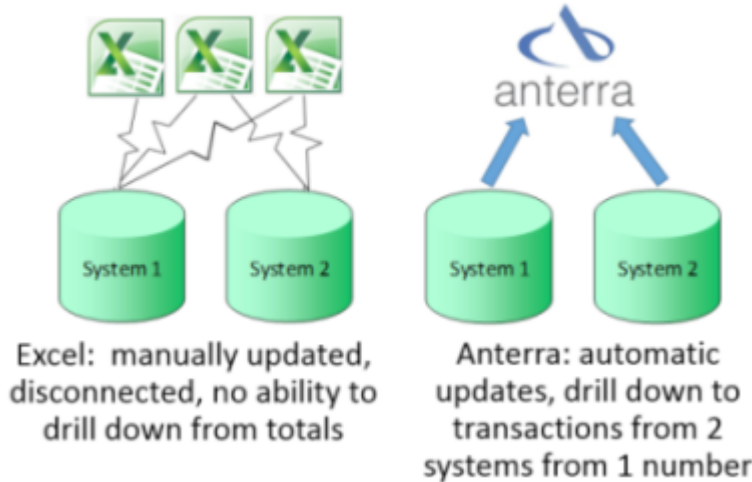 anterra
System 1
System 2
System 1
System 2
Excel: manually updated,
disconnected, no ability to
drill down from totals
Anterra: automatic
updates, drill down to
transactions from 2
systems from 1 number